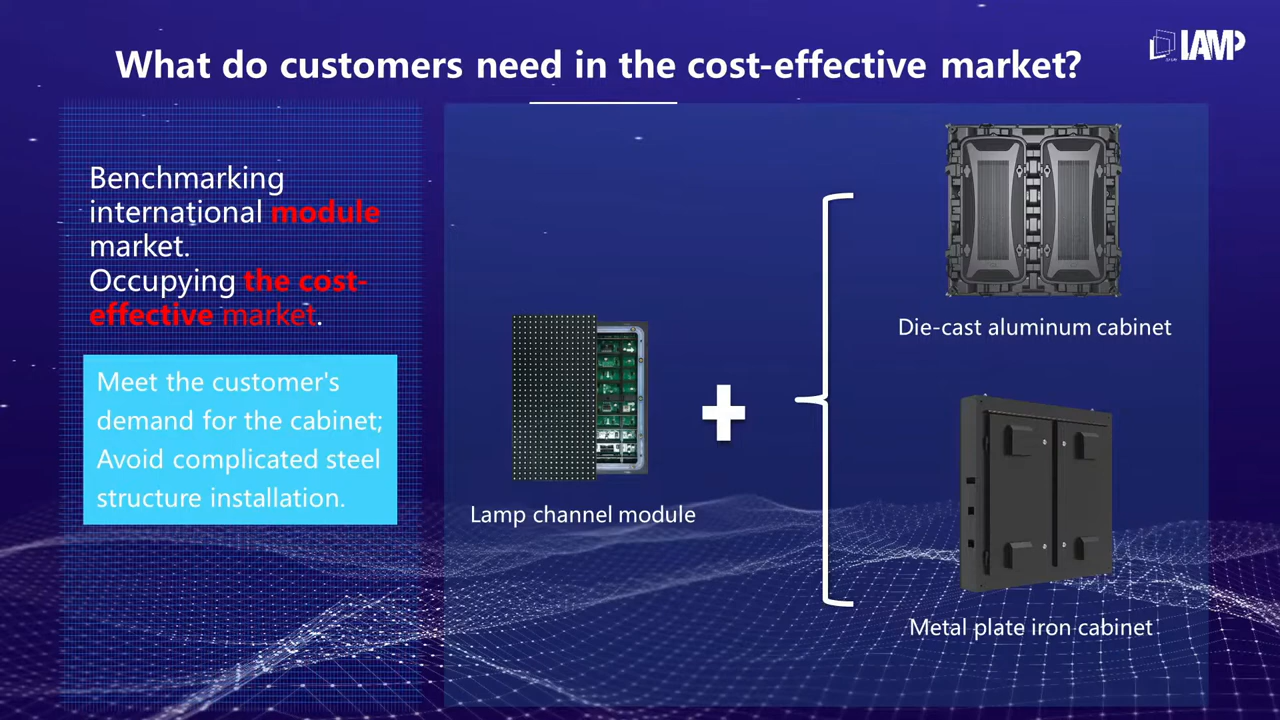 What do customers need in the cost-effective market?
LAMP
Benchmarking
international module
market.
Occupying the cost-
effective market.
Meet the customer's
demand for the cabinet;
Avoid complicated steel
structure installation.
Lamp channel module
Die-cast aluminum cabinet
Metal plate iron cabinet